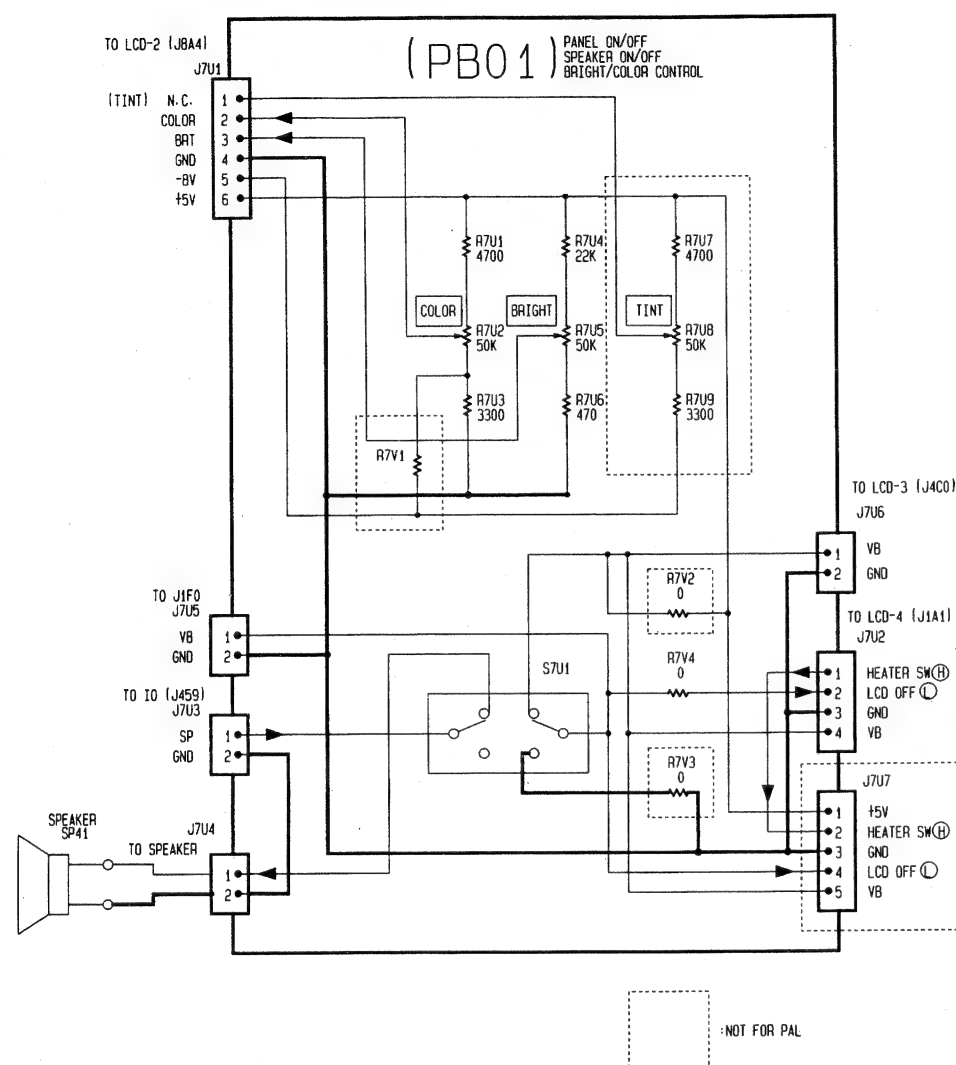 TO LCD-2 (J8A4)
J7U1
(PB01)
PANEL ON/OFF
SPEAKER ON/OFF
BRIGHT/COLOR CONTROL
(TINT) N.C. 1
COLOR 2
BRT 3
GND 4
-8V 5
+5V 6
R7U1
4700
R7U4
22K
R7U7
4700
COLOR
BRIGHT
TINT
R7U2
50K
R7U5
50K
R7U8
50K
R7U3
3300
R7U6
470
R7U9
3300
R7V1
TO LCD-3 (J4C0)
J7U6
1 VB
2 GND
TO J1F0
J7U5
VB 1
GND 2
R7V2
0
TO LCD-4 (J1A1)
J7U2
1 HEATER SW(H)
2 LCD OFF(L)
3 GND
4 VB
R7V4
0
S7U1
TO IO (J459)
J7U3
SP 1
GND 2
R7V3
0
J7U7
1 +5V
2 HEATER SW(H)
3 GND
4 LCD OFF(L)
5 VB
SPEAKER
SP41
J7U4
TO SPEAKER
1
2
:NOT FOR PAL